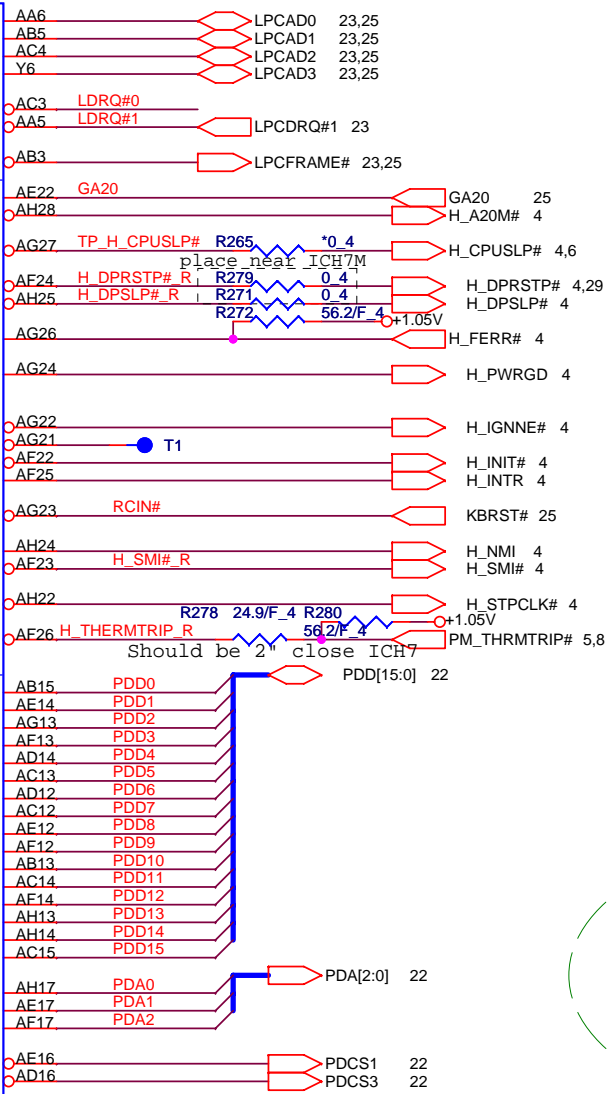 AA6 LPCAD0 23,25
AB5 LPCAD1 23,25
AC4 LPCAD2 23,25
Y6 LPCAD3 23,25
AC3 LDRQ#0
AA5 LDRQ#1 LPCDRQ#1 23
AB3 LPCFRAME# 23,25
AE22 GA20 GA20 25
AH28 H_A20M# 4
AG27 TP_H_CPUSLP# R265 *0_4 H_CPUSLP# 4,6
place near ICH7M
AF24 H_DPRSTP#_R R279 0_4 H_DPRSTP# 4,29
AH25 H_DPSLP#_R R271 0_4 H_DPSLP# 4
R272 56.2/F_4 +1.05V
AG26 H_FERR# 4
AG24 H_PWRGD 4
AG22 H_IGNNE# 4
AG21 T1
AF22 H_INIT# 4
AF25 H_INTR 4
AG23 RCIN# KBRST# 25
AH24 H_NMI 4
AF23 H_SMI#_R H_SMI# 4
AH22 H_STPCLK# 4
R278 24.9/F_4 R280 +1.05V
AF26 H_THERMTRIP_R 56.2/F_4 PM_THRMTRIP# 5,8
Should be 2" close ICH7
PDD[15:0] 22
AB15 PDD0
AE14 PDD1
AG13 PDD2
AF13 PDD3
AD14 PDD4
AC13 PDD5
AD12 PDD6
AC12 PDD7
AE12 PDD8
AF12 PDD9
AB13 PDD10
AC14 PDD11
AF14 PDD12
AH13 PDD13
AH14 PDD14
AC15 PDD15
PDA[2:0] 22
AH17 PDA0
AE17 PDA1
AF17 PDA2
AE16 PDCS1 22
AD16 PDCS3 22